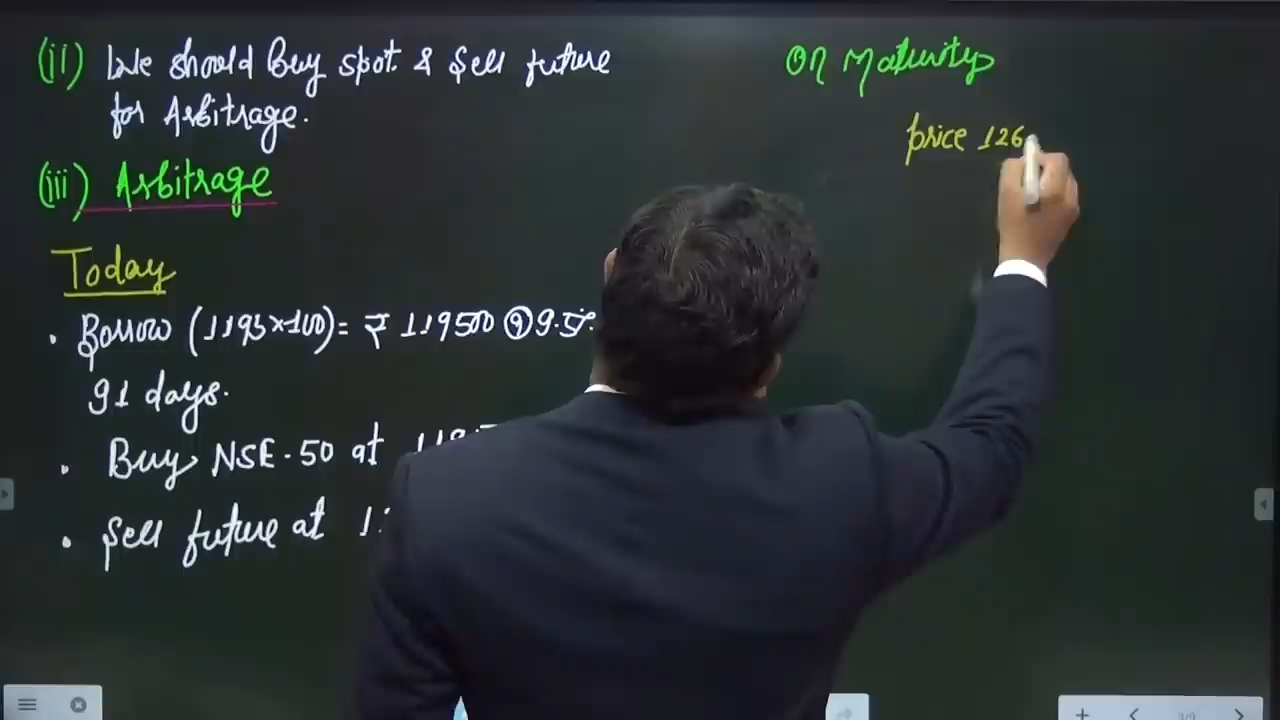 (ii) We should Buy spot & Sell future
for Arbitrage.
(iii) Arbitrage
Today
• Borrow (1195×100) = ₹ 119500 @ 9.5%
91 days.
• Buy NSE-50 at
• Sell future at
On Maturity
price 126